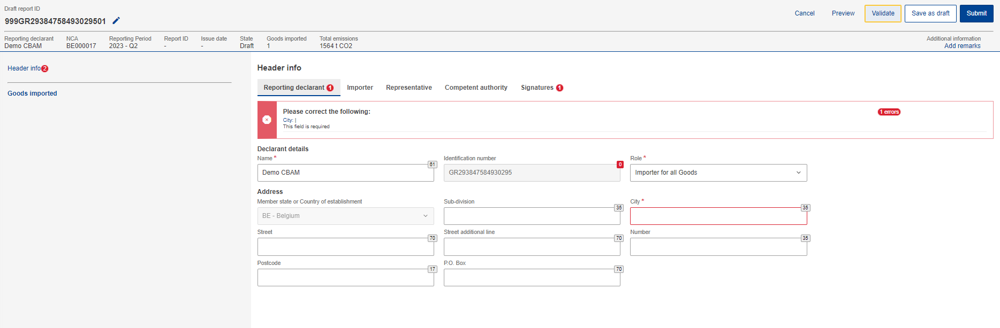 Draft report ID
999GR29384758493029501
Cancel Preview Validate Save as draft Submit
Reporting declarant NCA Reporting Period Report ID Issue date State Goods imported Total emissions Additional information
Demo CBAM BE000017 2023 - Q2 - - Draft 1 1564 t CO2 Add remarks
Header info 2
Goods imported
Header info
Reporting declarant 1 Importer Representative Competent authority Signatures 1
Please correct the following: 1 errors
City: |
This field is required
Declarant details
Name * 61 Identification number 0 Role *
Demo CBAM GR293847584930295 Importer for all Goods
Address
Member state or Country of establishment Sub-division 35 City * 35
BE - Belgium
Street 70 Street additional line 70 Number 35
Postcode 17 P.O. Box 70